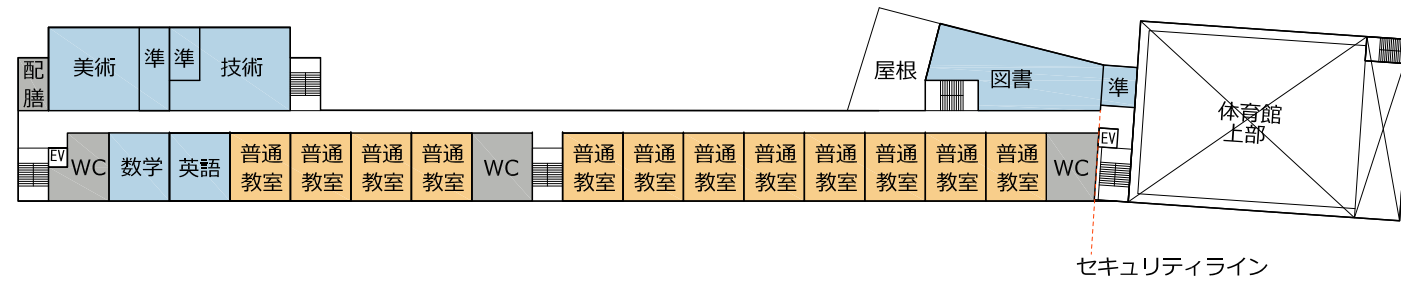 配
膳
美術
準
準
技術
屋根
図書
準
体育館
上部
EV
WC
数学
英語
普通
教室
普通
教室
普通
教室
普通
教室
WC
普通
教室
普通
教室
普通
教室
普通
教室
普通
教室
普通
教室
普通
教室
普通
教室
WC
EV
セキュリティライン